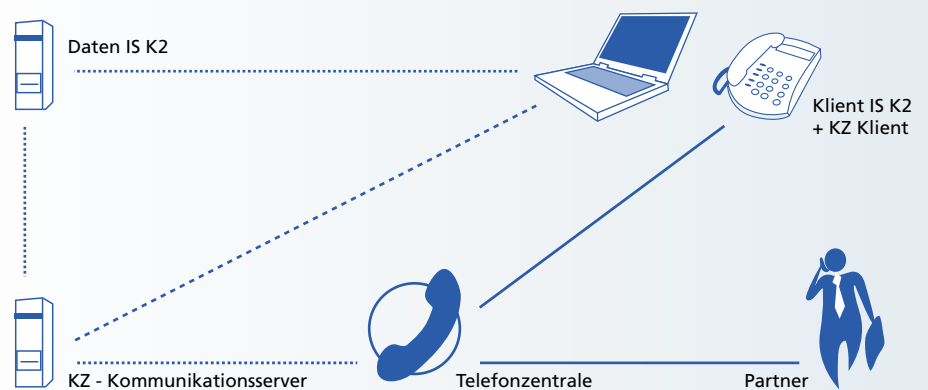 Daten IS K2
Klient IS K2
+ KZ Klient
KZ - Kommunikationsserver
Telefonzentrale
Partner